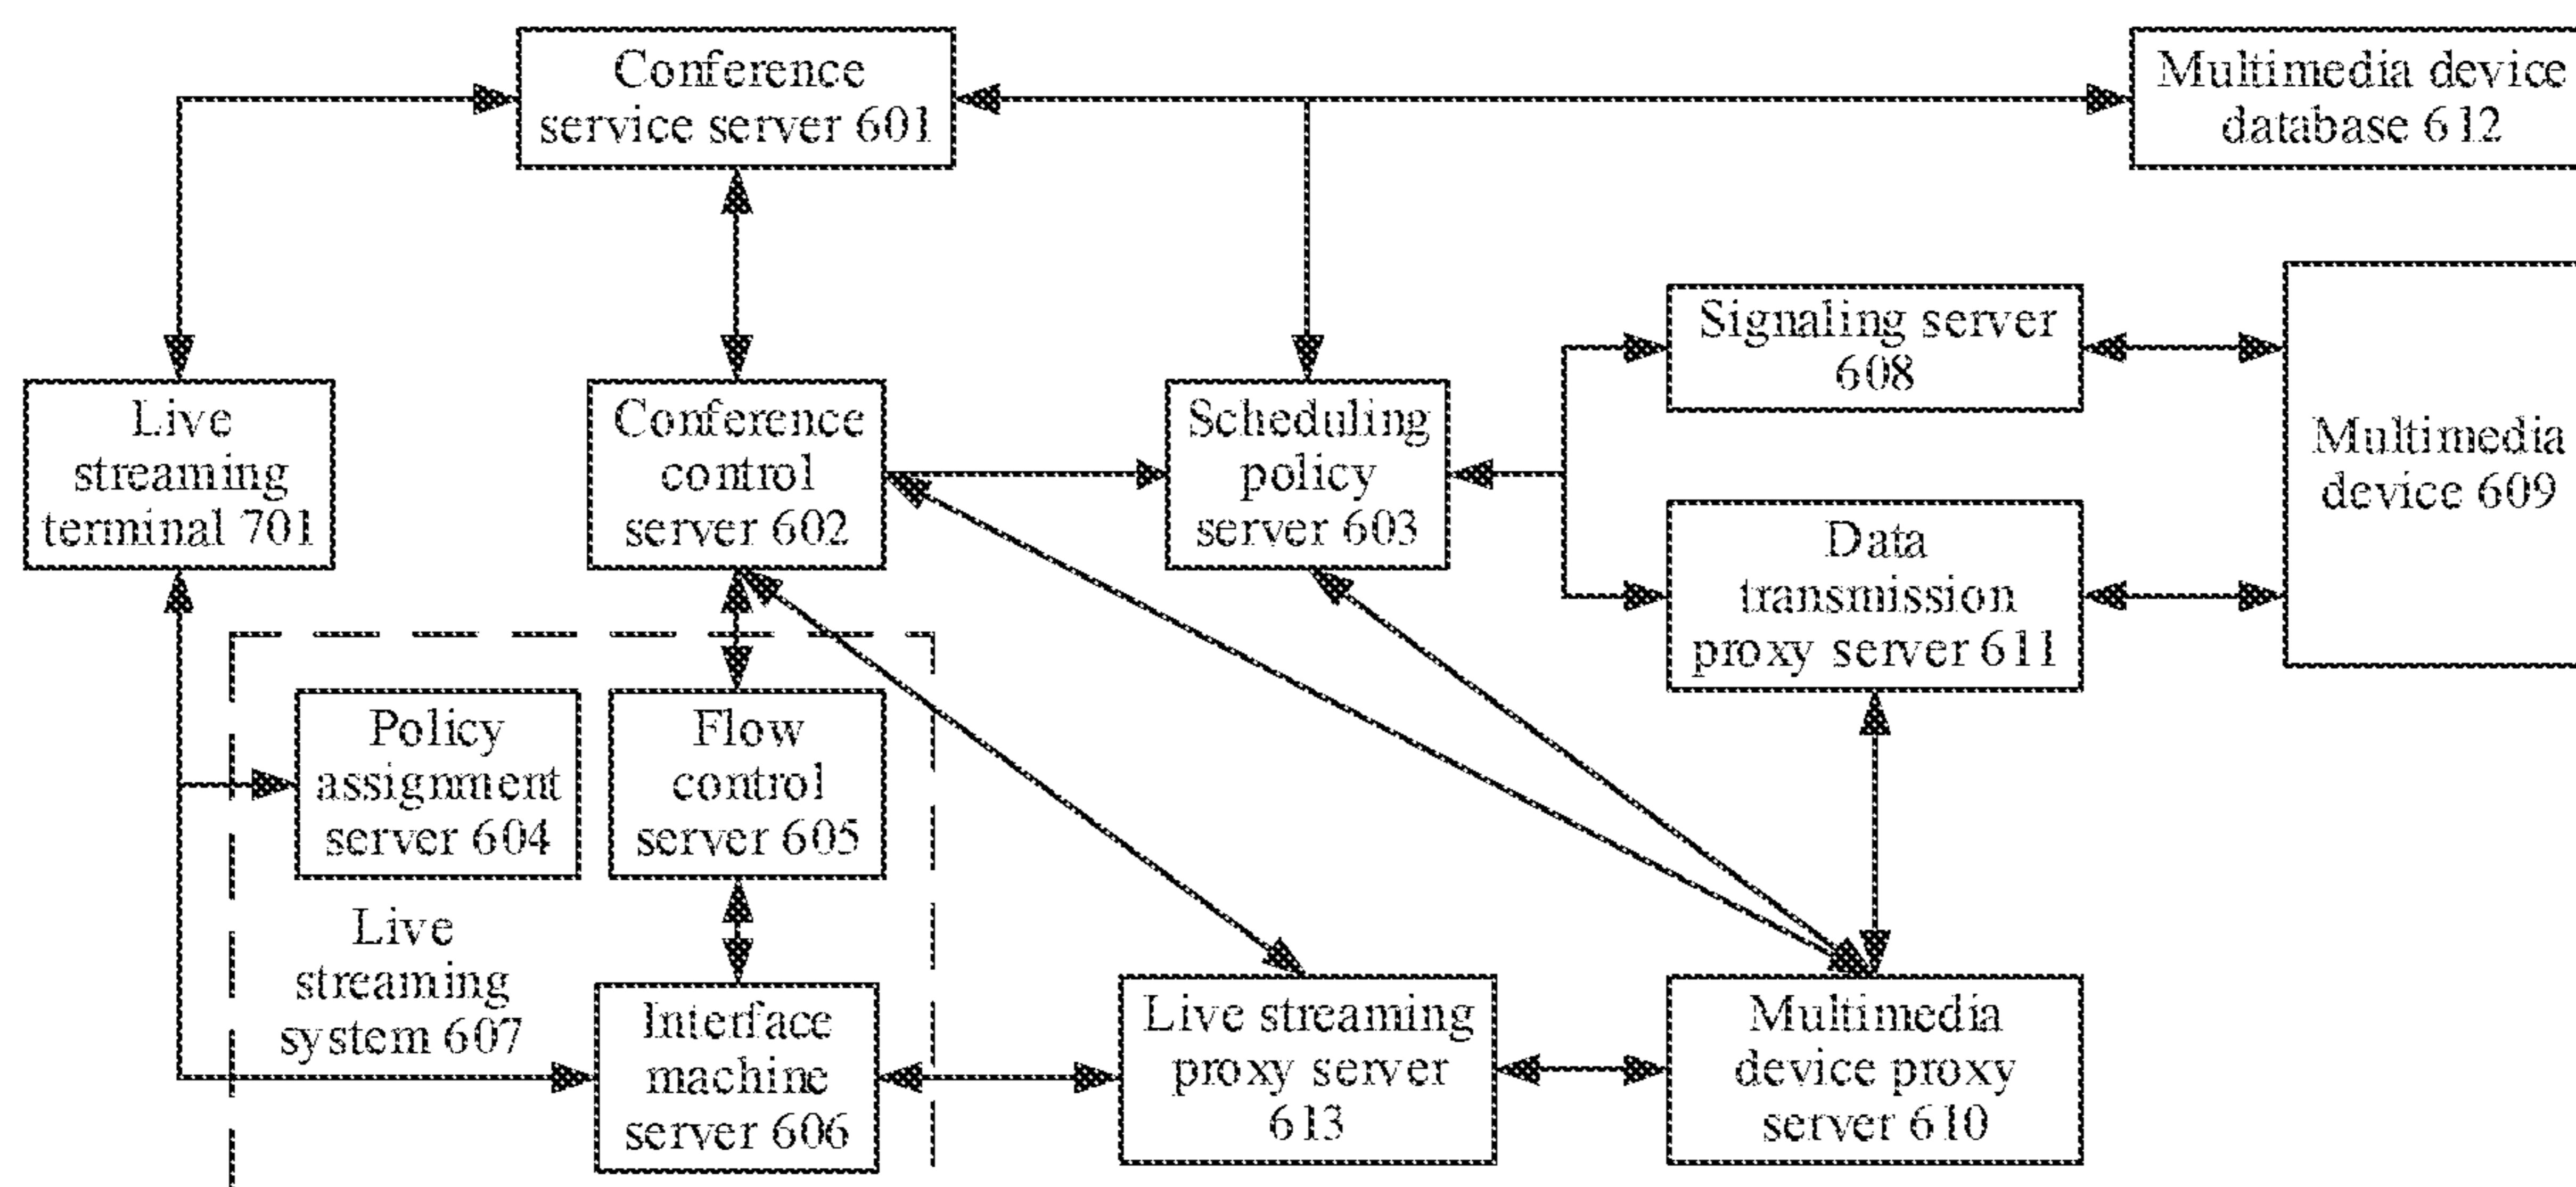 Conference
service server 601
Multimedia device
database 612
Live
streaming
terminal 701
Conference
control
server 602
Scheduling
policy
server 603
Signaling server
608
Multimedia
device 609
Data
transmission
proxy server 611
Policy
assignment
server 604
Flow
control
server 605
Live
streaming
system 607
Interface
machine
server 606
Live streaming
proxy server
613
Multimedia
device proxy
server 610